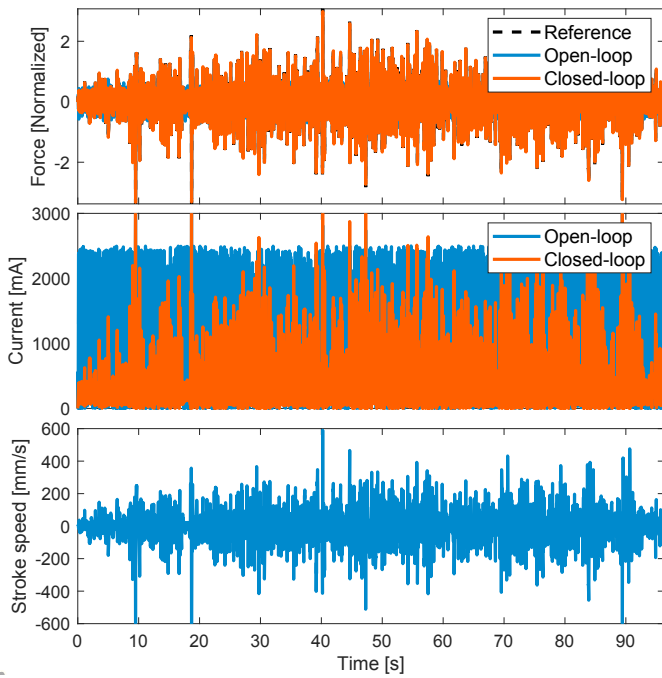 Force [Normalized]
2
0
-2
Reference
Open-loop
Closed-loop
Current [mA]
3000
2000
1000
0
Open-loop
Closed-loop
Stroke speed [mm/s]
600
400
200
0
-200
-400
-600
0 10 20 30 40 50 60 70 80 90
Time [s]